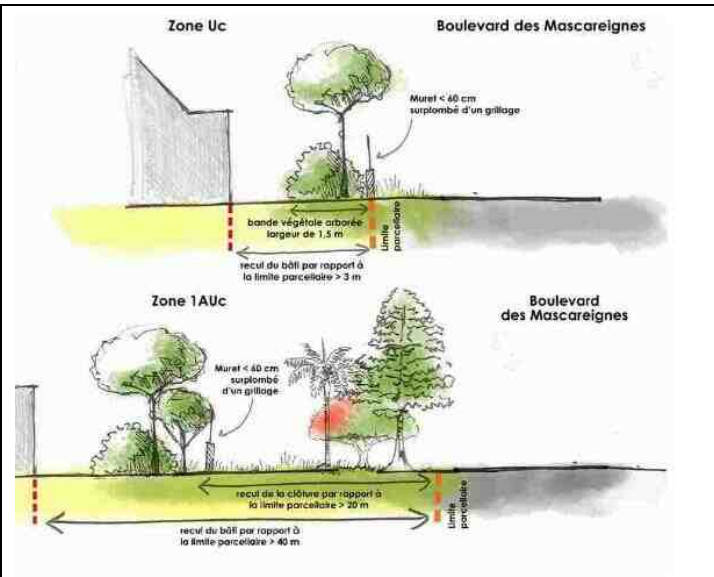 Zone Uc
Boulevard des Mascareignes
Muret < 60 cm
surplombé d'un grillage
bande végétale arborée
largeur de 1,5 m
Limite
parcellaire
recul du bâti par rapport à
la limite parcellaire > 3 m
Zone 1AUc
Boulevard
des Mascareignes
Muret < 60 cm
surplombé
d'un grillage
recul de la clôture par rapport à
la limite parcellaire > 20 m
Limite
parcellaire
recul du bâti par rapport à
la limite parcellaire > 40 m